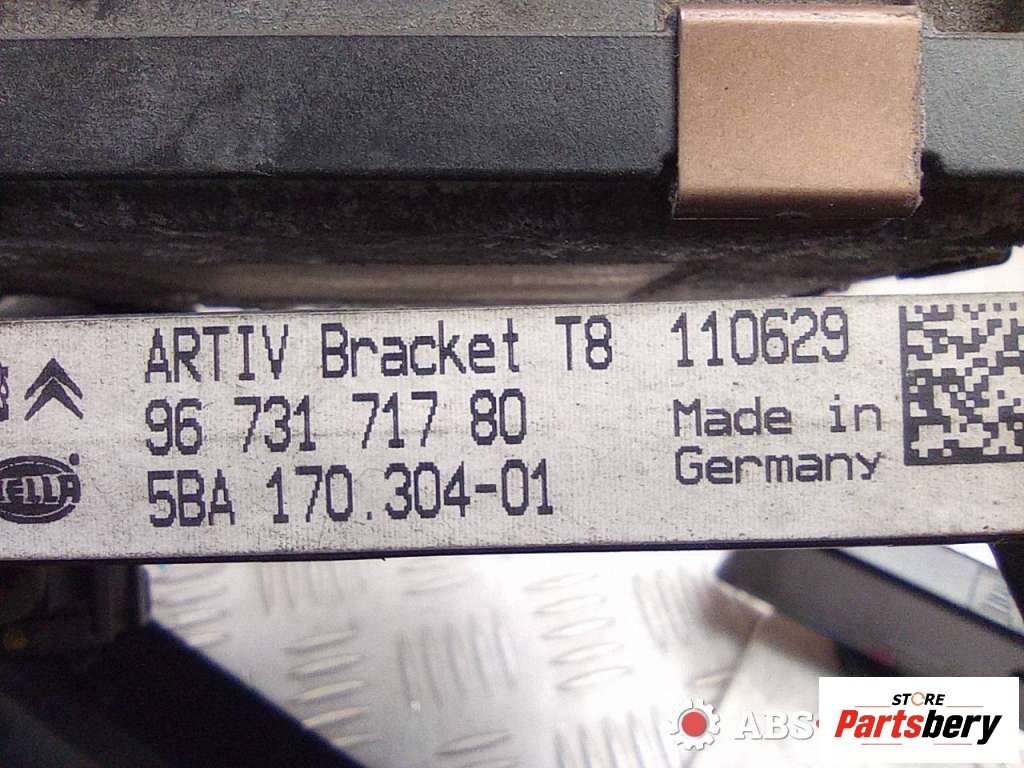 ARTIV Bracket T8 110629
96 731 717 80
Made in
Germany
5BA 170.304-01
ABS
STORE
Partsbery